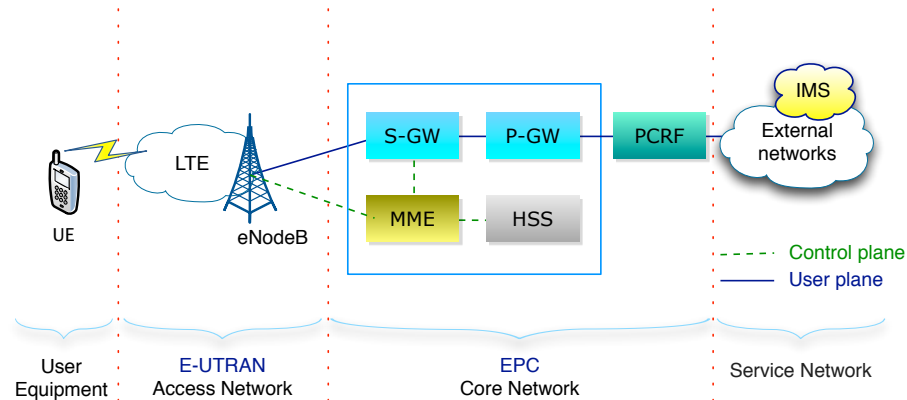 IMS
S-GW
P-GW
PCRF
External
networks
LTE
MME
HSS
UE
eNodeB
Control plane
User plane
User
Equipment
E-UTRAN
Access Network
EPC
Core Network
Service Network